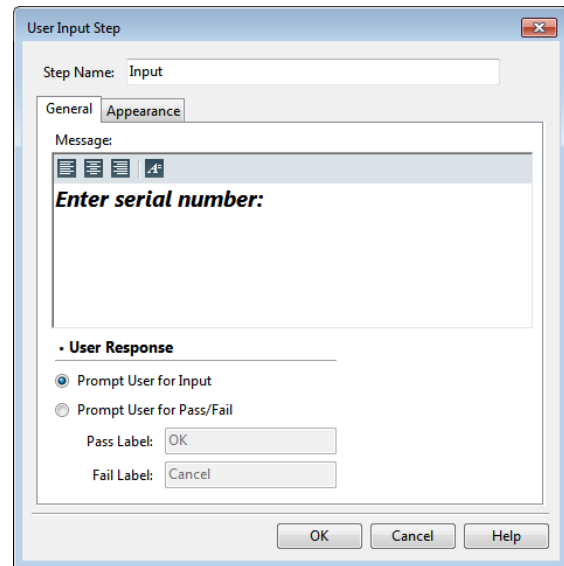 User Input Step
Step Name: Input
General Appearance
Message:
A
Enter serial number:
• User Response
Prompt User for Input
Prompt User for Pass/Fail
Pass Label: OK
Fail Label: Cancel
OK Cancel Help